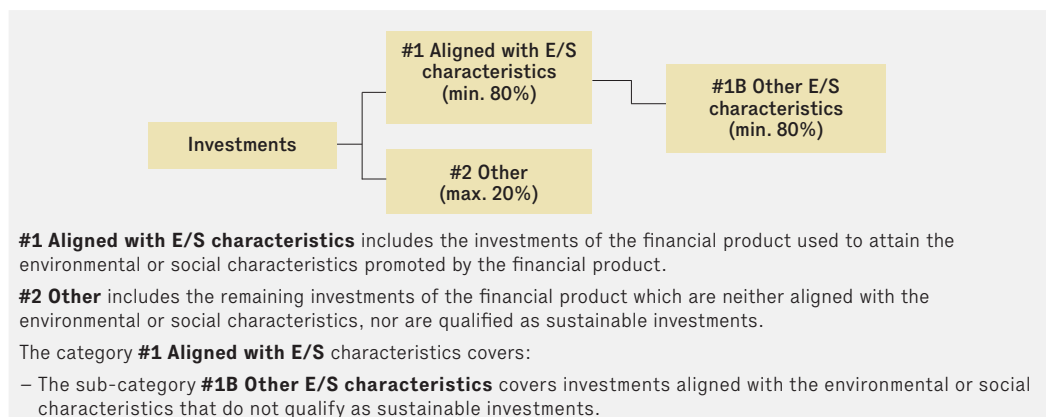 #1 Aligned with E/S
characteristics
(min. 80%)
#1B Other E/S
characteristics
(min. 80%)
Investments
#2 Other
(max. 20%)
#1 Aligned with E/S characteristics includes the investments of the financial product used to attain the
environmental or social characteristics promoted by the financial product.
#2 Other includes the remaining investments of the financial product which are neither aligned with the
environmental or social characteristics, nor are qualified as sustainable investments.
The category #1 Aligned with E/S characteristics covers:
– The sub-category #1B Other E/S characteristics covers investments aligned with the environmental or social
characteristics that do not qualify as sustainable investments.